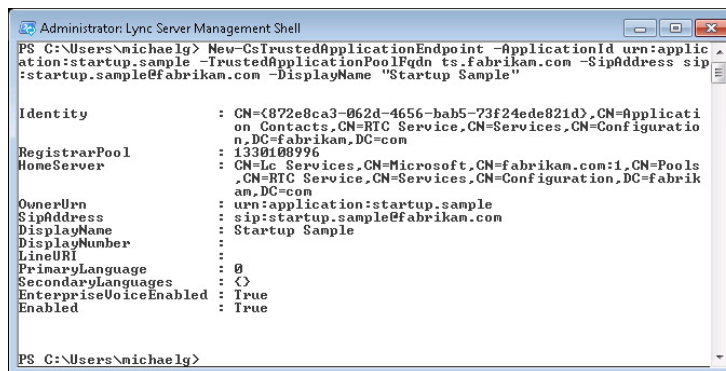 Administrator: Lync Server Management Shell
PS C:\Users\michaelg> New-CsTrustedApplicationEndpoint -ApplicationId urn:applic
ation:startup.sample -TrustedApplicationPoolFqdn ts.fabrikam.com -SipAddress sip
:startup.sample@fabrikam.com -DisplayName "Startup Sample"
Identity : CN={872e8ca3-062d-4656-bab5-73f24ede821d},CN=Applicati
on Contacts,CN=RTC Service,CN=Services,CN=Configuratio
n,DC=fabrikam,DC=com
RegistrarPool : 1330108996
HomeServer : CN=Lc Services,CN=Microsoft,CN=fabrikam.com:1,CN=Pools
,CN=RTC Service,CN=Services,CN=Configuration,DC=fabrik
am,DC=com
OwnerUrn : urn:application:startup.sample
SipAddress : sip:startup.sample@fabrikam.com
DisplayName : Startup Sample
DisplayNumber :
LineURI :
PrimaryLanguage : 0
SecondaryLanguages : {}
EnterpriseVoiceEnabled : True
Enabled : True
PS C:\Users\michaelg>